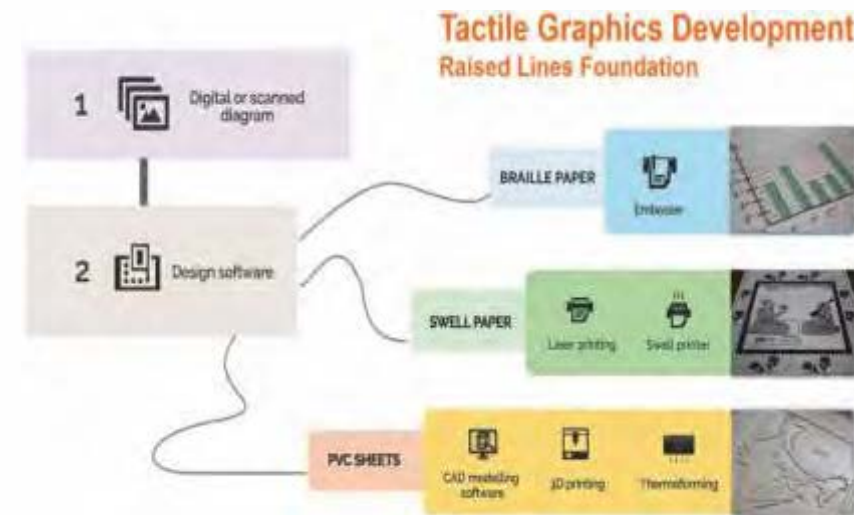 Tactile Graphics Development
Raised Lines Foundation
1
Digital or scanned
diagram
2
Design software
BRAILLE PAPER
Embosser
SWELL PAPER
Laser printing
Swell printer
PVC SHEETS
CAD modelling
software
3D printing
Thermoforming